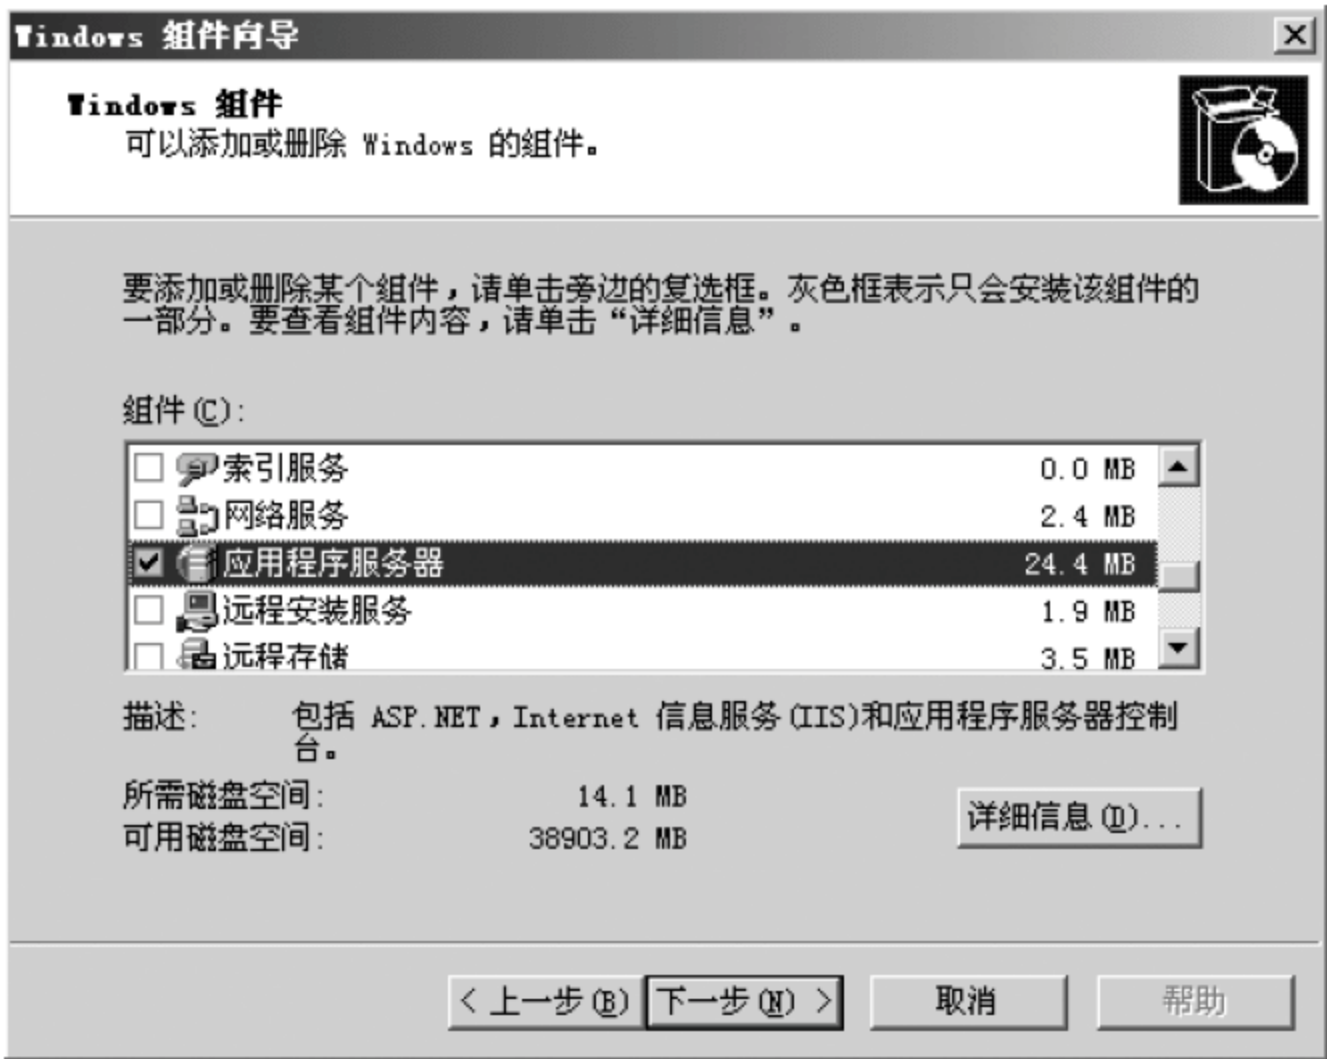 Windows 组件向导
Windows 组件
可以添加或删除 Windows 的组件。
要添加或删除某个组件，请单击旁边的复选框。灰色框表示只会安装该组件的
一部分。要查看组件内容，请单击“详细信息”。
组件(C):
索引服务 0.0 MB
网络服务 2.4 MB
应用程序服务器 24.4 MB
远程安装服务 1.9 MB
远程存储 3.5 MB
描述: 包括 ASP.NET，Internet 信息服务(IIS)和应用程序服务器控制
台。
所需磁盘空间: 14.1 MB
可用磁盘空间: 38903.2 MB
详细信息(D)...
< 上一步(B) 下一步(N) > 取消 帮助